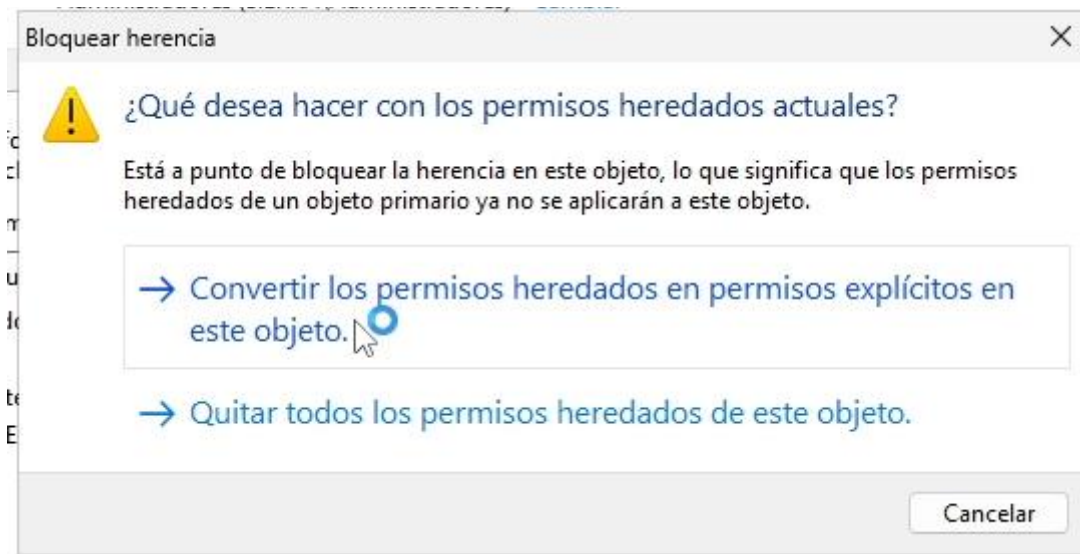 Bloquear herencia
¿Qué desea hacer con los permisos heredados actuales?
Está a punto de bloquear la herencia en este objeto, lo que significa que los permisos
heredados de un objeto primario ya no se aplicarán a este objeto.
→ Convertir los permisos heredados en permisos explícitos en
este objeto.
→ Quitar todos los permisos heredados de este objeto.
Cancelar